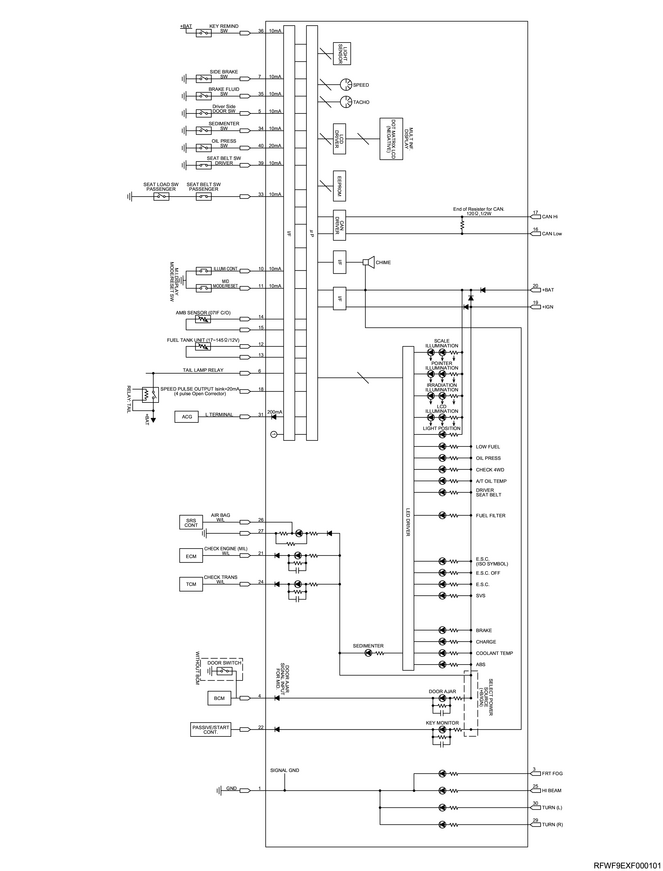 +BAT
KEY REMIND
SW
36
10mA
SIDE BRAKE
SW
7
10mA
BRAKE FLUID
SW
35
10mA
Driver Side
DOOR SW
5
10mA
SEDIMENTER
SW
34
10mA
OIL PRESS
SW
40
20mA
SEAT BELT SW
DRIVER
39
10mA
SEAT LOAD SW
PASSENGER
SEAT BELT SW
PASSENGER
33
10mA
I/F
μP
LIGHT
SENSOR
SPEED
TACHO
LCD
DRIVER
DOT MATRIX LCD
(NEGATIVE)
MULTI INF
DISPLAY
EEPROM
CAN
DRIVER
End of Resister for CAN.
120Ω, 1/2W
17
CAN Hi
16
CAN Low
I/F
CHIME
I/F
20
+BAT
19
+IGN
M.I.DISPLAY
MODE/RESET SW
ILLUMI CONT
10
10mA
MID
MODE/RESET
11
10mA
AMB SENSOR (07IF C/O)
14
15
FUEL TANK UNIT (17~145Ω/12V)
12
13
TAIL LAMP RELAY
6
RELAY; TAIL
+BAT
SPEED PULSE OUTPUT Isink=20mA
(4 pulse Open Corrector)
18
ACG
L TERMINAL
31
200mA
SCALE
ILLUMINATION
POINTER
ILLUMINATION
IRRADIATION
ILLUMINATION
LCD
ILLUMINATION
LIGHT POSITION
LED DRIVER
LOW FUEL
OIL PRESS
CHECK 4WD
A/T OIL TEMP
DRIVER
SEAT BELT
FUEL FILTER
SRS
CONT
AIR BAG
W/L
26
27
ECM
CHECK ENGINE (MIL)
W/L
21
TCM
CHECK TRANS
W/L
24
E.S.C.
(ISO SYMBOL)
E.S.C. OFF
E.S.C.
SVS
BRAKE
CHARGE
COOLANT TEMP
ABS
SEDIMENTER
WITHOUT BCM
DOOR SWITCH
BCM
4
DOOR AJAR
SIGNAL INPUT
FOR MID.
DOOR AJAR
SELECT POWER
SOURCE
PASSIVE/START
CONT.
22
KEY MONITOR
SIGNAL GND
GND
1
3
FRT FOG
25
HI BEAM
30
TURN (L)
29
TURN (R)
RFWF9EXF000101